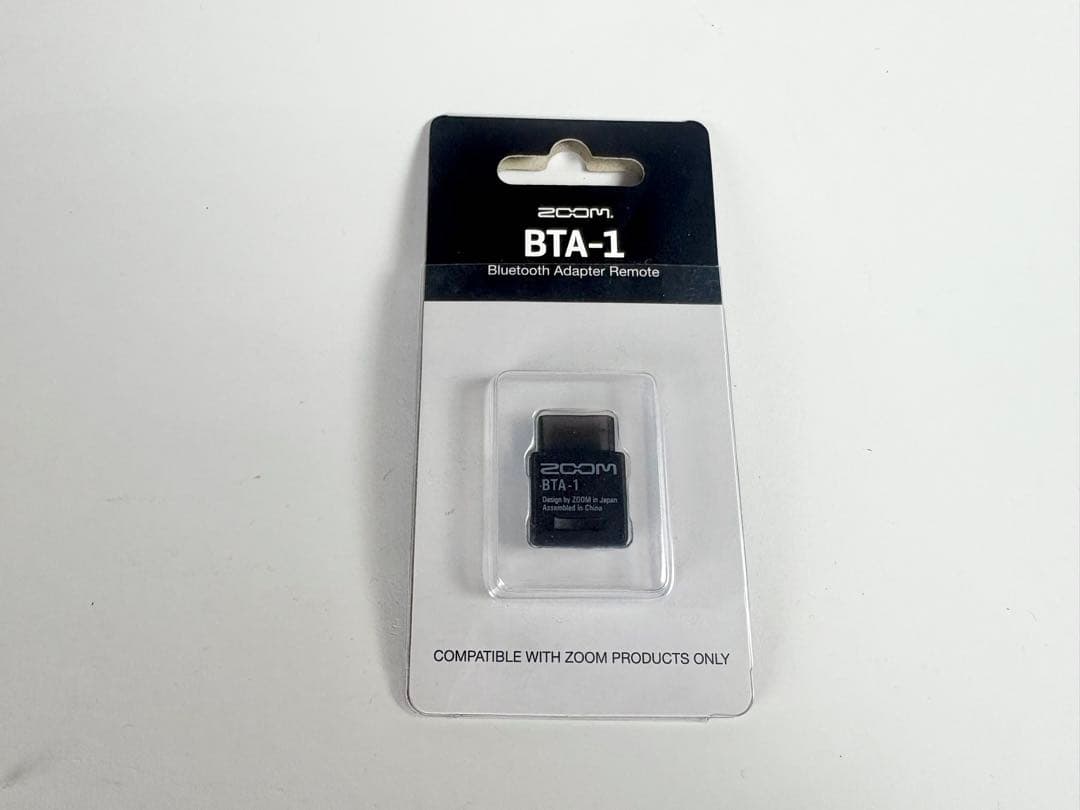 ZOOM.
BTA-1
Bluetooth Adapter Remote
ZOOM
BTA-1
Design by ZOOM in Japan
Assembled in China
COMPATIBLE WITH ZOOM PRODUCTS ONLY